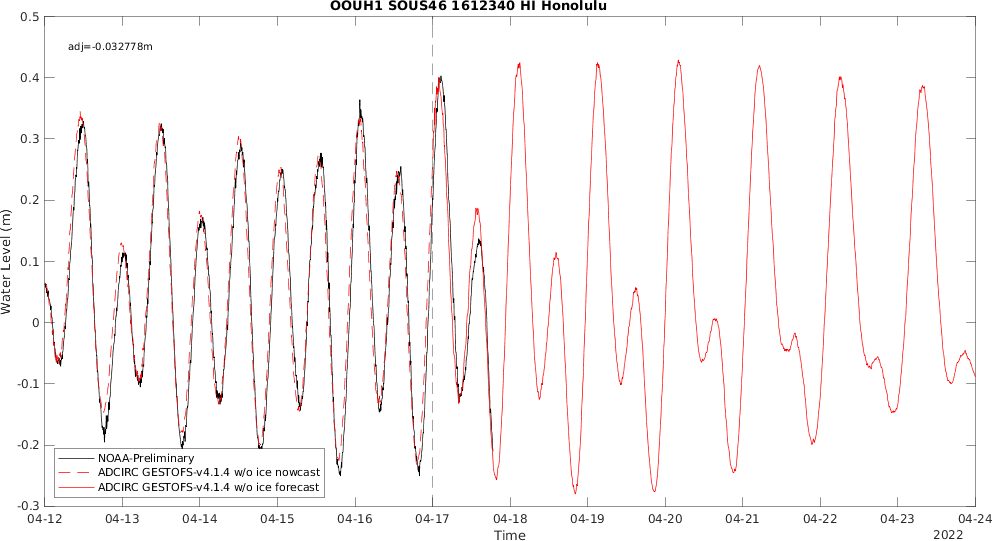 OOUH1 SOUS46 1612340 HI Honolulu
adj=-0.032778m
0.5
0.4
0.3
0.2
0.1
0
-0.1
-0.2
-0.3
Water Level (m)
NOAA-Preliminary
ADCIRC GESTOFS-v4.1.4 w/o ice nowcast
ADCIRC GESTOFS-v4.1.4 w/o ice forecast
04-12 04-13 04-14 04-15 04-16 04-17 04-18 04-19 04-20 04-21 04-22 04-23 04-24
Time
2022